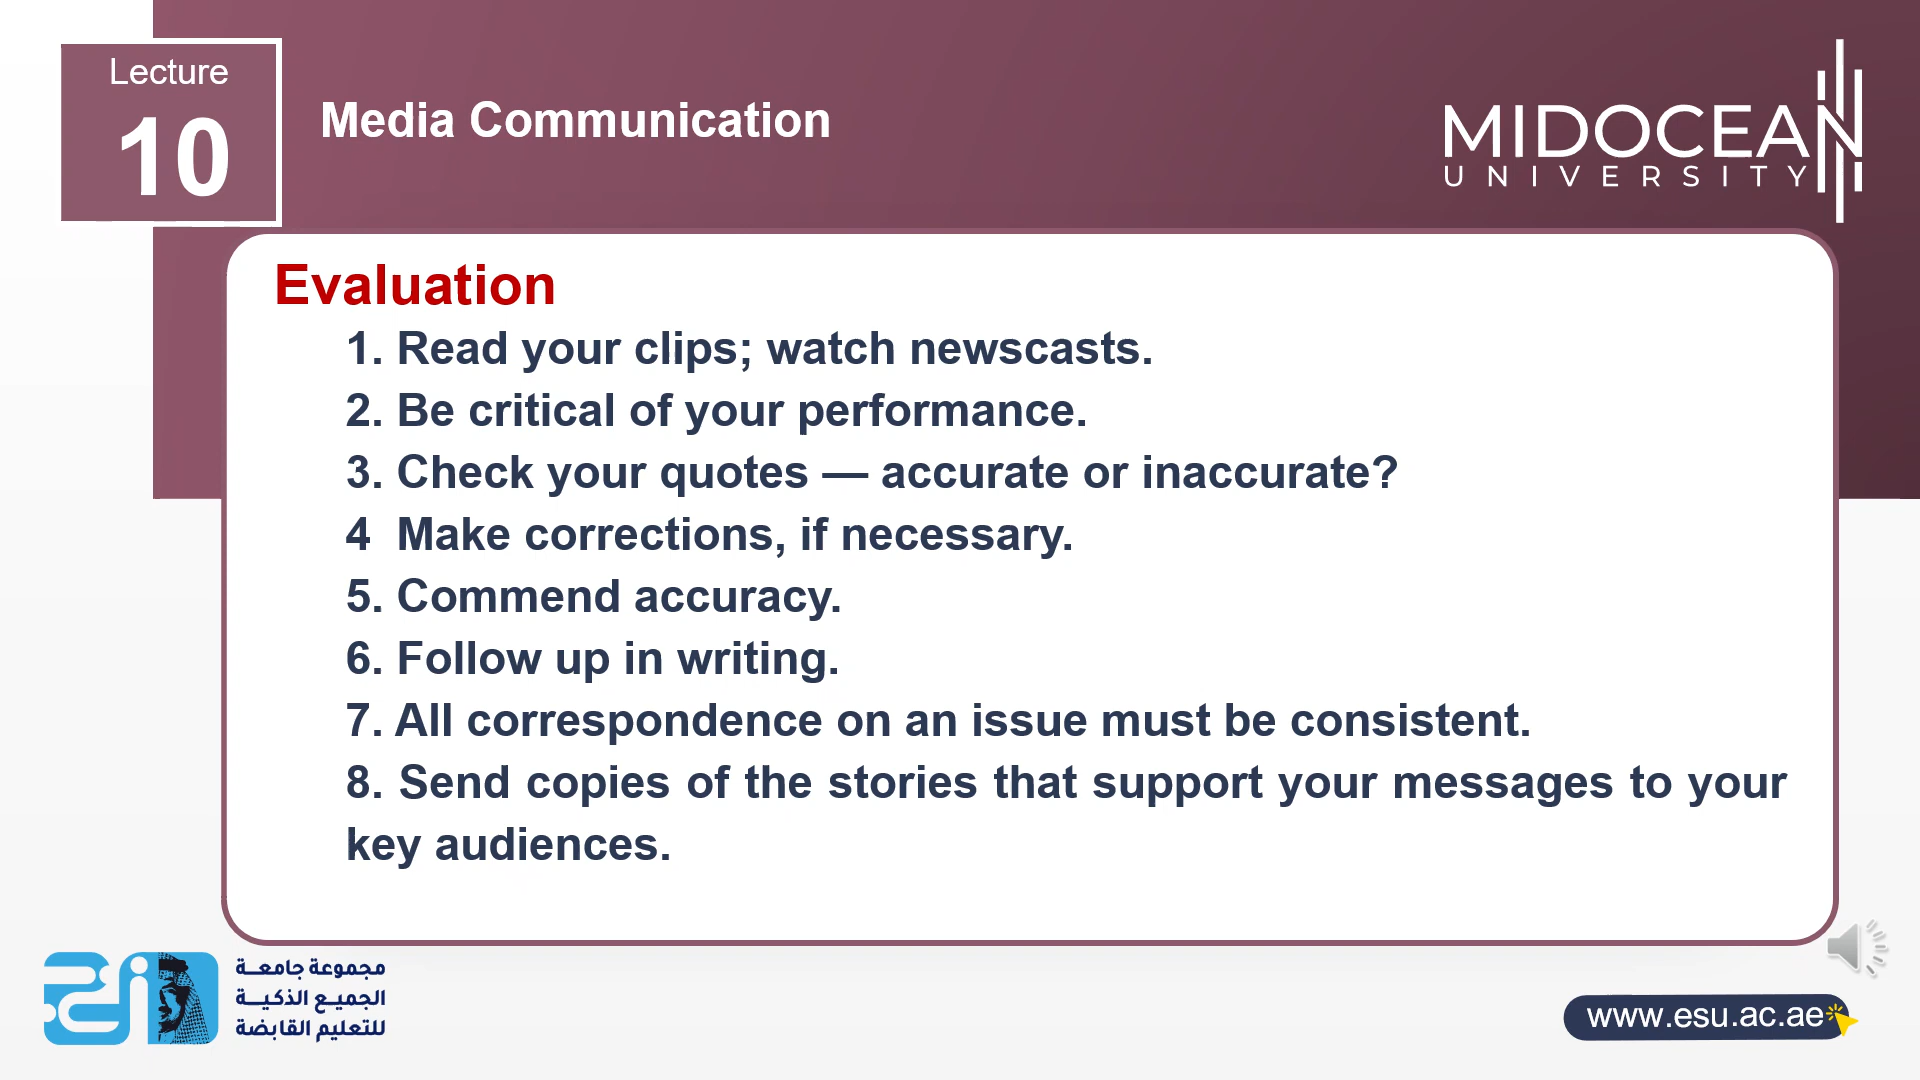 Lecture
10
Media Communication
MIDOCEAN
UNIVERSITY
Evaluation
1. Read your clips; watch newscasts.
2. Be critical of your performance.
3. Check your quotes — accurate or inaccurate?
4  Make corrections, if necessary.
5. Commend accuracy.
6. Follow up in writing.
7. All correspondence on an issue must be consistent.
8. Send copies of the stories that support your messages to your
key audiences.
مجموعة جامعـــة
الجميـع الذكيـــة
للتعليم القابضة
www.esu.ac.ae